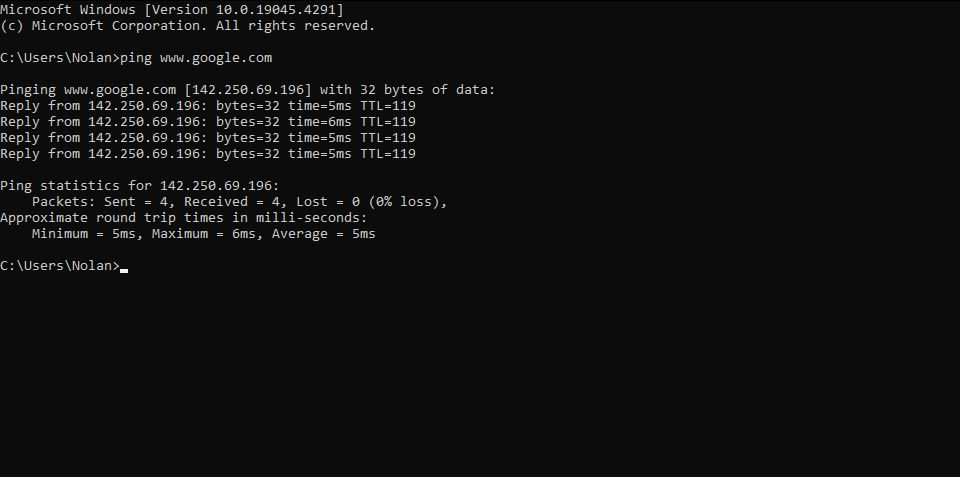 Microsoft Windows [Version 10.0.19045.4291]
(c) Microsoft Corporation. All rights reserved.
C:\Users\Nolan>ping www.google.com
Pinging www.google.com [142.250.69.196] with 32 bytes of data:
Reply from 142.250.69.196: bytes=32 time=5ms TTL=119
Reply from 142.250.69.196: bytes=32 time=6ms TTL=119
Reply from 142.250.69.196: bytes=32 time=5ms TTL=119
Reply from 142.250.69.196: bytes=32 time=5ms TTL=119
Ping statistics for 142.250.69.196:
    Packets: Sent = 4, Received = 4, Lost = 0 (0% loss),
Approximate round trip times in milli-seconds:
    Minimum = 5ms, Maximum = 6ms, Average = 5ms
C:\Users\Nolan>